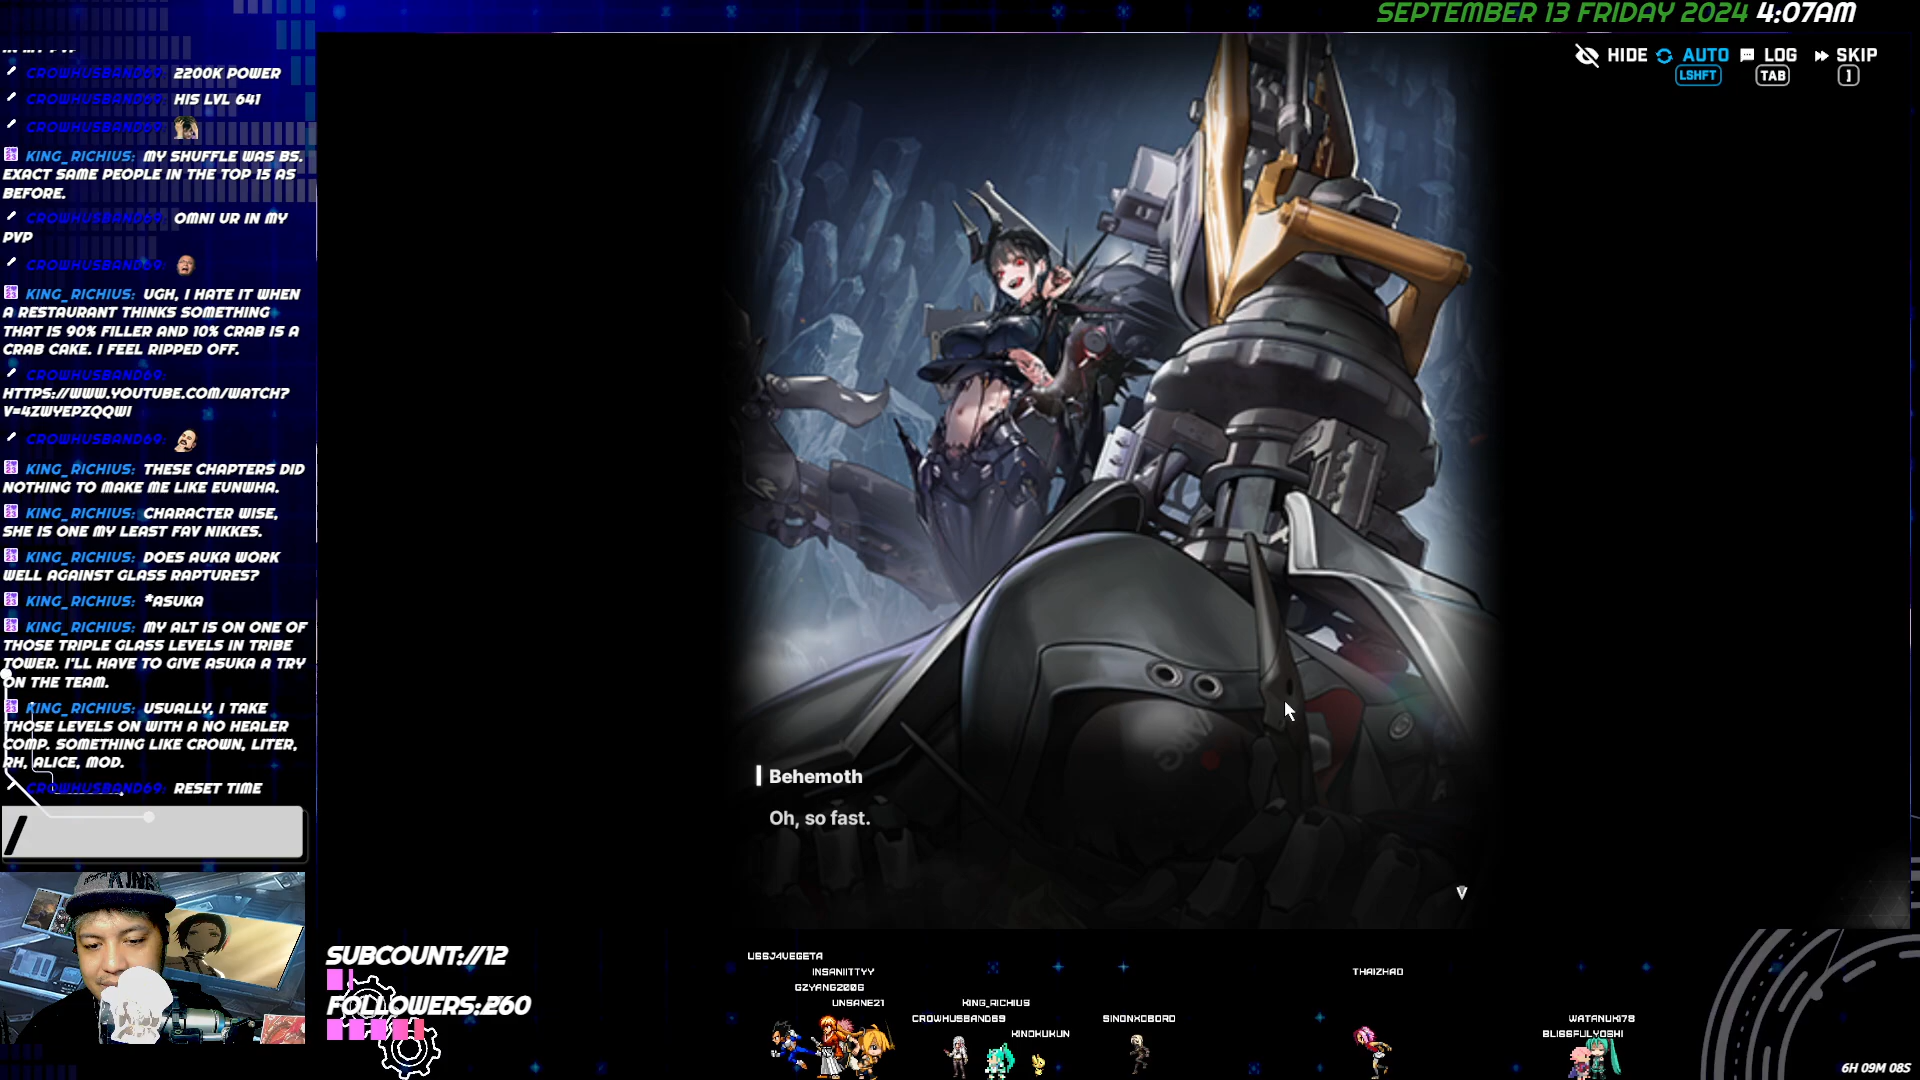 SEPTEMBER 13 FRIDAY 2024 4:07AM
HIDE AUTO LOG SKIP
LSHFT TAB ]
IN MY PVP
CROWHUSBAND69: 2200K POWER
CROWHUSBAND69: HIS LVL 641
CROWHUSBAND69:
KING_RICHIUS: MY SHUFFLE WAS BS.
EXACT SAME PEOPLE IN THE TOP 15 AS
BEFORE.
CROWHUSBAND69: OMNI UR IN MY
PVP
CROWHUSBAND69:
KING_RICHIUS: UGH, I HATE IT WHEN
A RESTAURANT THINKS SOMETHING
THAT IS 90% FILLER AND 10% CRAB IS A
CRAB CAKE. I FEEL RIPPED OFF.
CROWHUSBAND69:
HTTPS://WWW.YOUTUBE.COM/WATCH?
V=4ZWYEPZQQWI
CROWHUSBAND69:
KING_RICHIUS: THESE CHAPTERS DID
NOTHING TO MAKE ME LIKE EUNWHA.
KING_RICHIUS: CHARACTER WISE,
SHE IS ONE MY LEAST FAV NIKKES.
KING_RICHIUS: DOES AUKA WORK
WELL AGAINST GLASS RAPTURES?
KING_RICHIUS: *ASUKA
KING_RICHIUS: MY ALT IS ON ONE OF
THOSE TRIPLE GLASS LEVELS IN TRIBE
TOWER. I'LL HAVE TO GIVE ASUKA A TRY
ON THE TEAM.
KING_RICHIUS: USUALLY, I TAKE
THOSE LEVELS ON WITH A NO HEALER
COMP. SOMETHING LIKE CROWN, LITER,
RH, ALICE, MOD.
CROWHUSBAND69: RESET TIME
/
Behemoth
Oh, so fast.
SUBCOUNT://12
FOLLOWERS:260
UBBJ4VEGETA
INSANIITTYY
GZYANG2006
UNSANE21
KING_RICHIUS
CROWHUSBAND69
KINOKUKUN
SINONXCBORD
THAIZHAO
WATANUKI78
BLISSFULYOSHI
6H 09M 08S